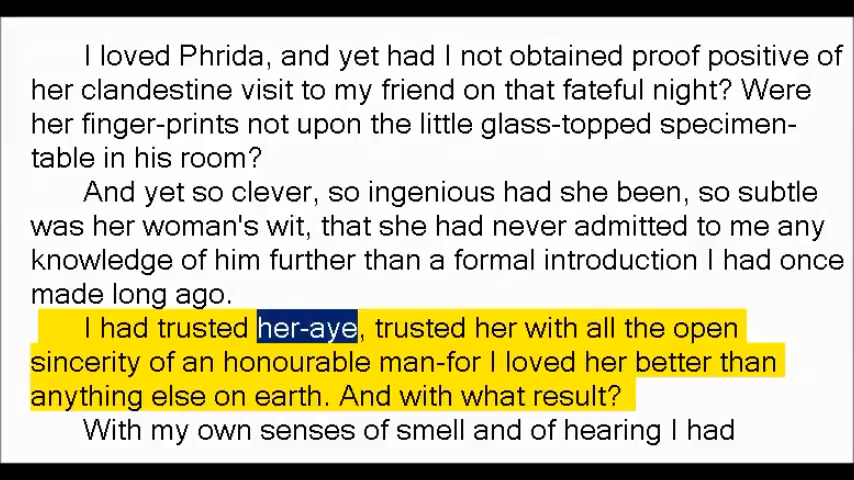 I loved Phrida, and yet had I not obtained proof positive of
her clandestine visit to my friend on that fateful night? Were
her finger-prints not upon the little glass-topped specimen-
table in his room?
And yet so clever, so ingenious had she been, so subtle
was her woman's wit, that she had never admitted to me any
knowledge of him further than a formal introduction I had once
made long ago.
I had trusted her-aye, trusted her with all the open
sincerity of an honourable man-for I loved her better than
anything else on earth. And with what result?
With my own senses of smell and of hearing I had